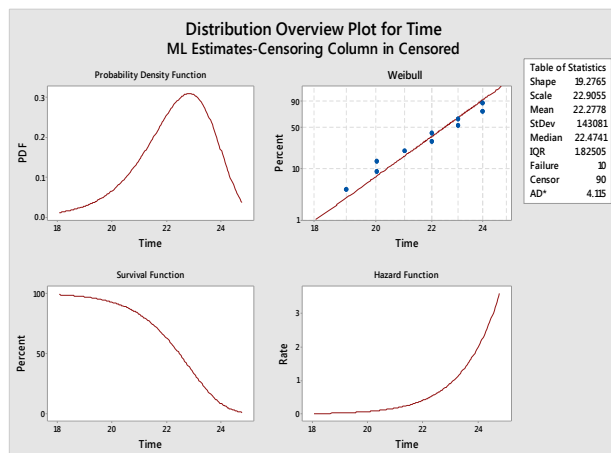 Distribution Overview Plot for Time
ML Estimates-Censoring Column in Censored
Probability Density Function
PDF
0.3
0.2
0.1
0.0
18
20
22
24
Time
Weibull
Percent
90
50
10
1
18
20
22
24
Time
Table of Statistics
Shape 19.2765
Scale 22.9055
Mean 22.2778
StDev 1.43081
Median 22.4741
IQR 1.82505
Failure 10
Censor 90
AD* 4.115
Survival Function
Percent
100
50
0
18
20
22
24
Time
Hazard Function
Rate
3
2
1
0
18
20
22
24
Time